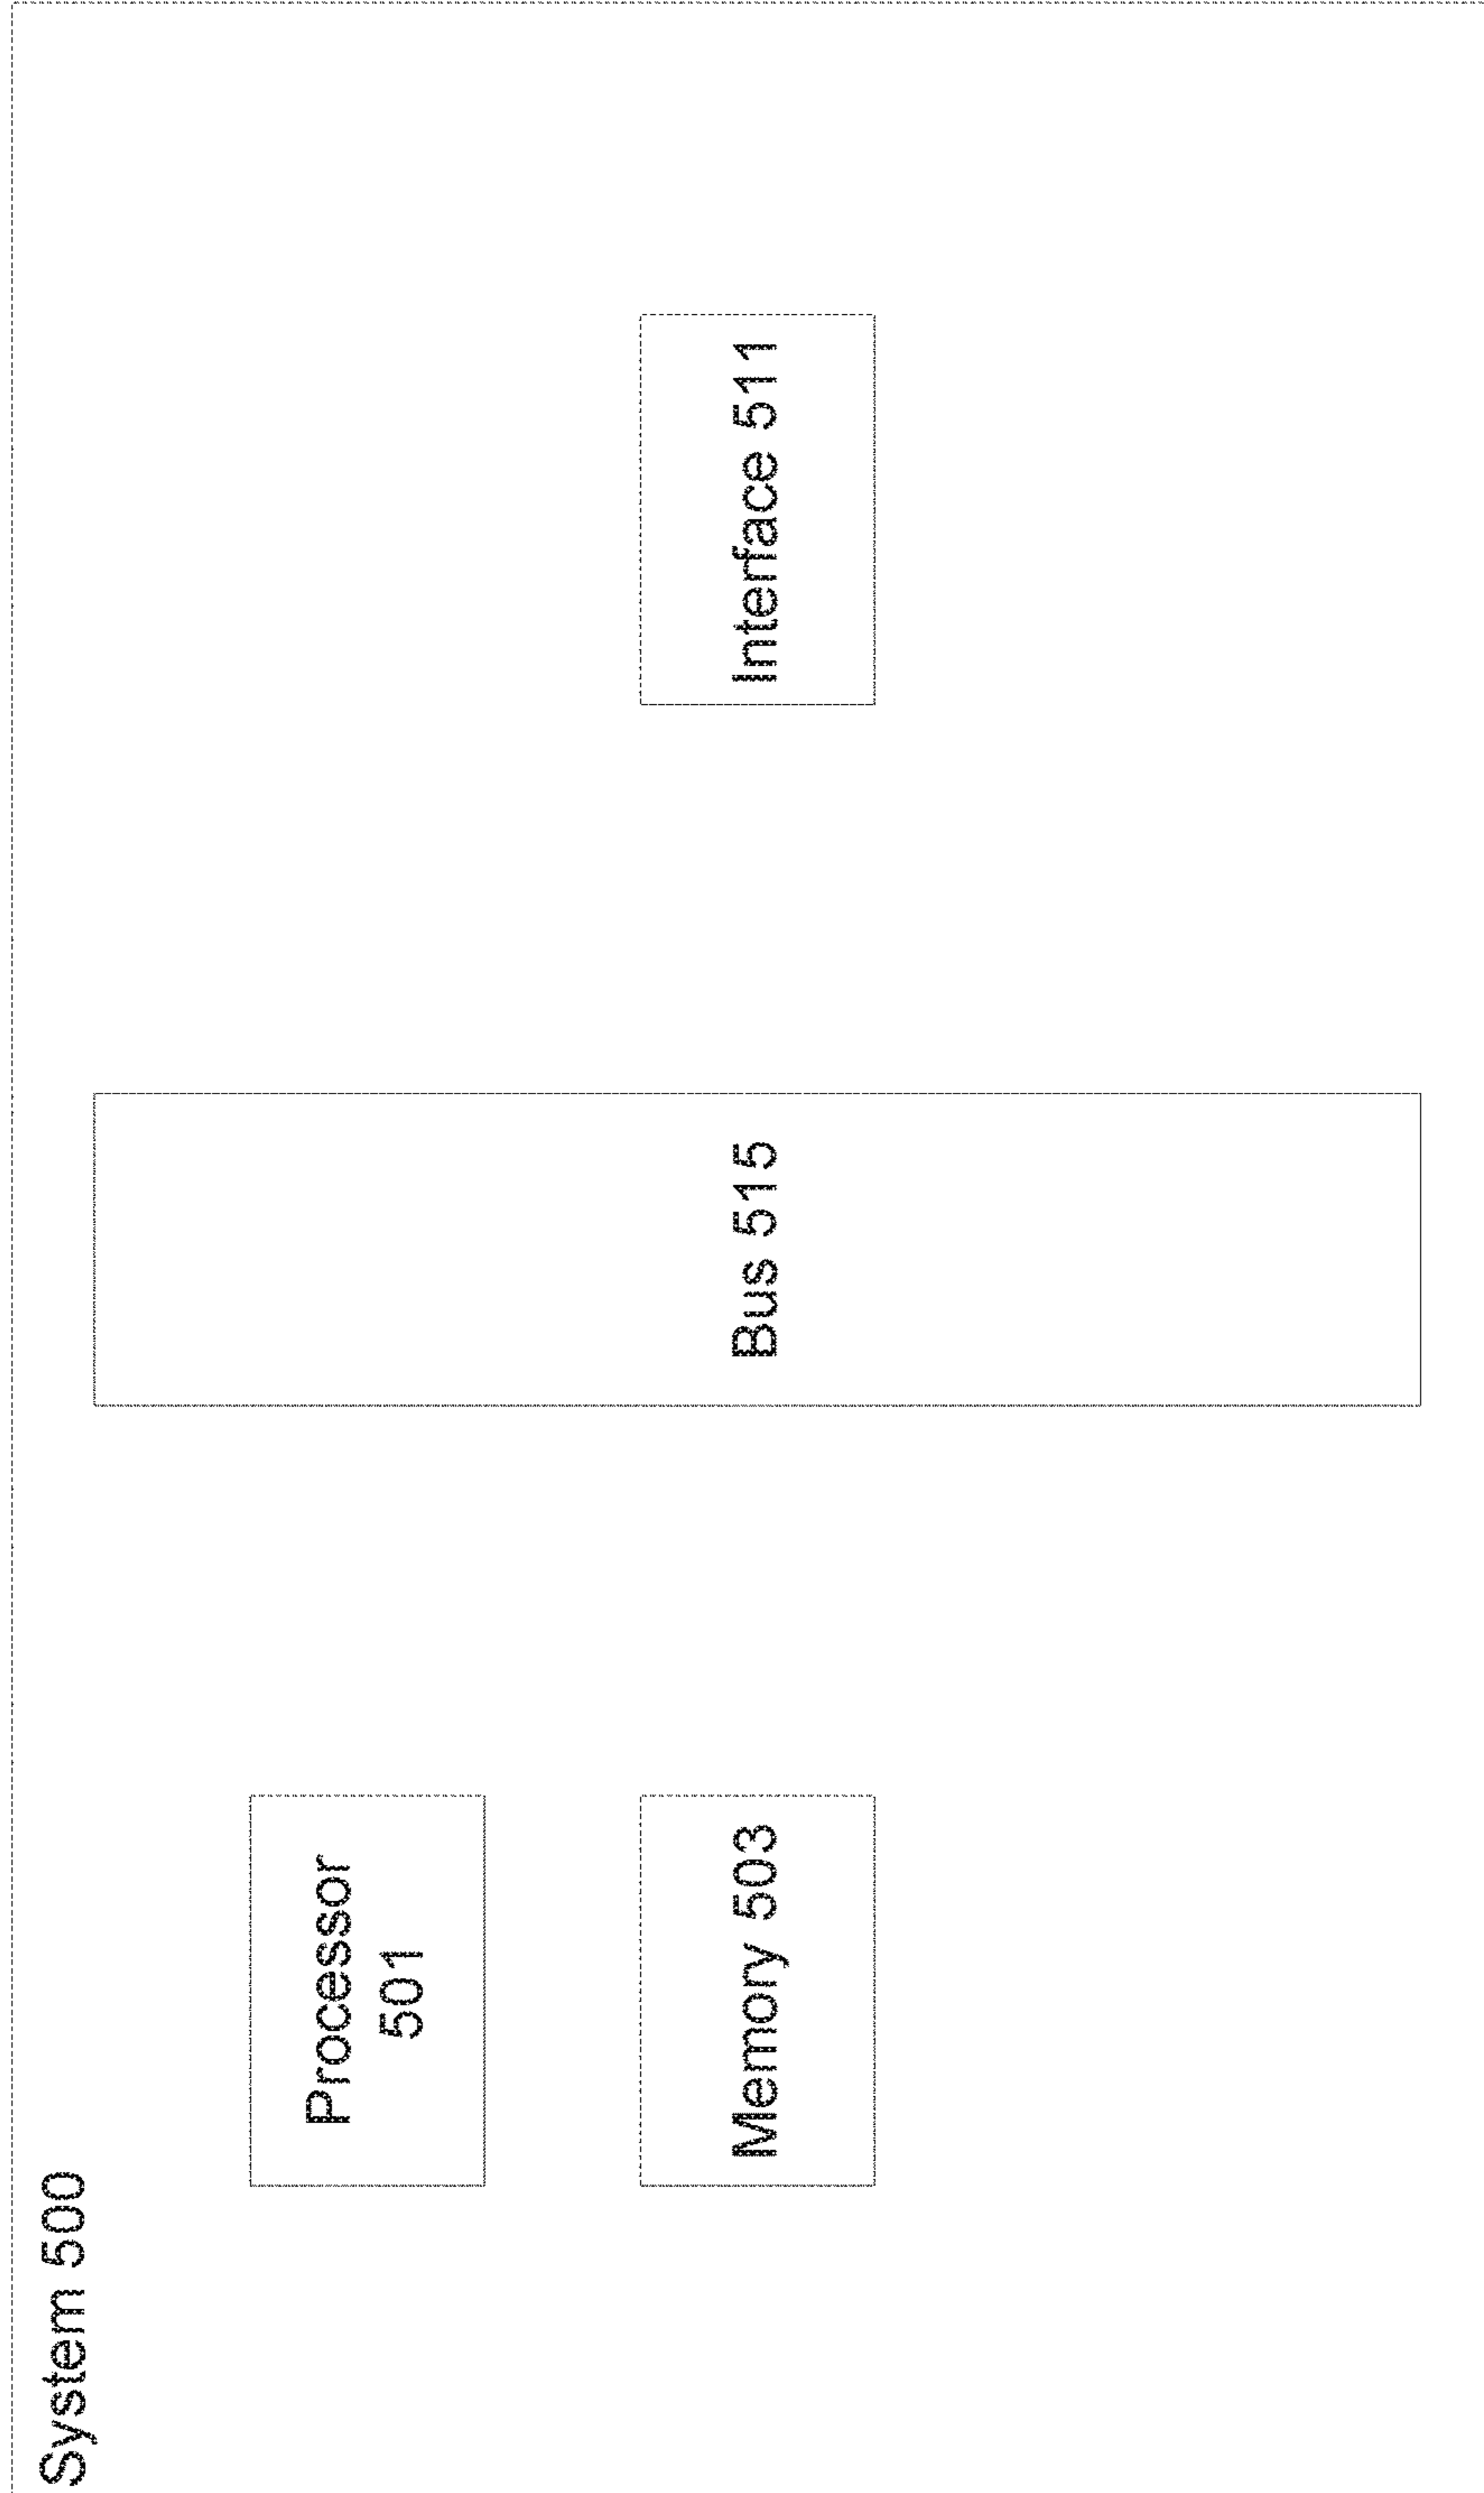 System 500
Processor
501
Memory 503
Bus 515
Interface 511